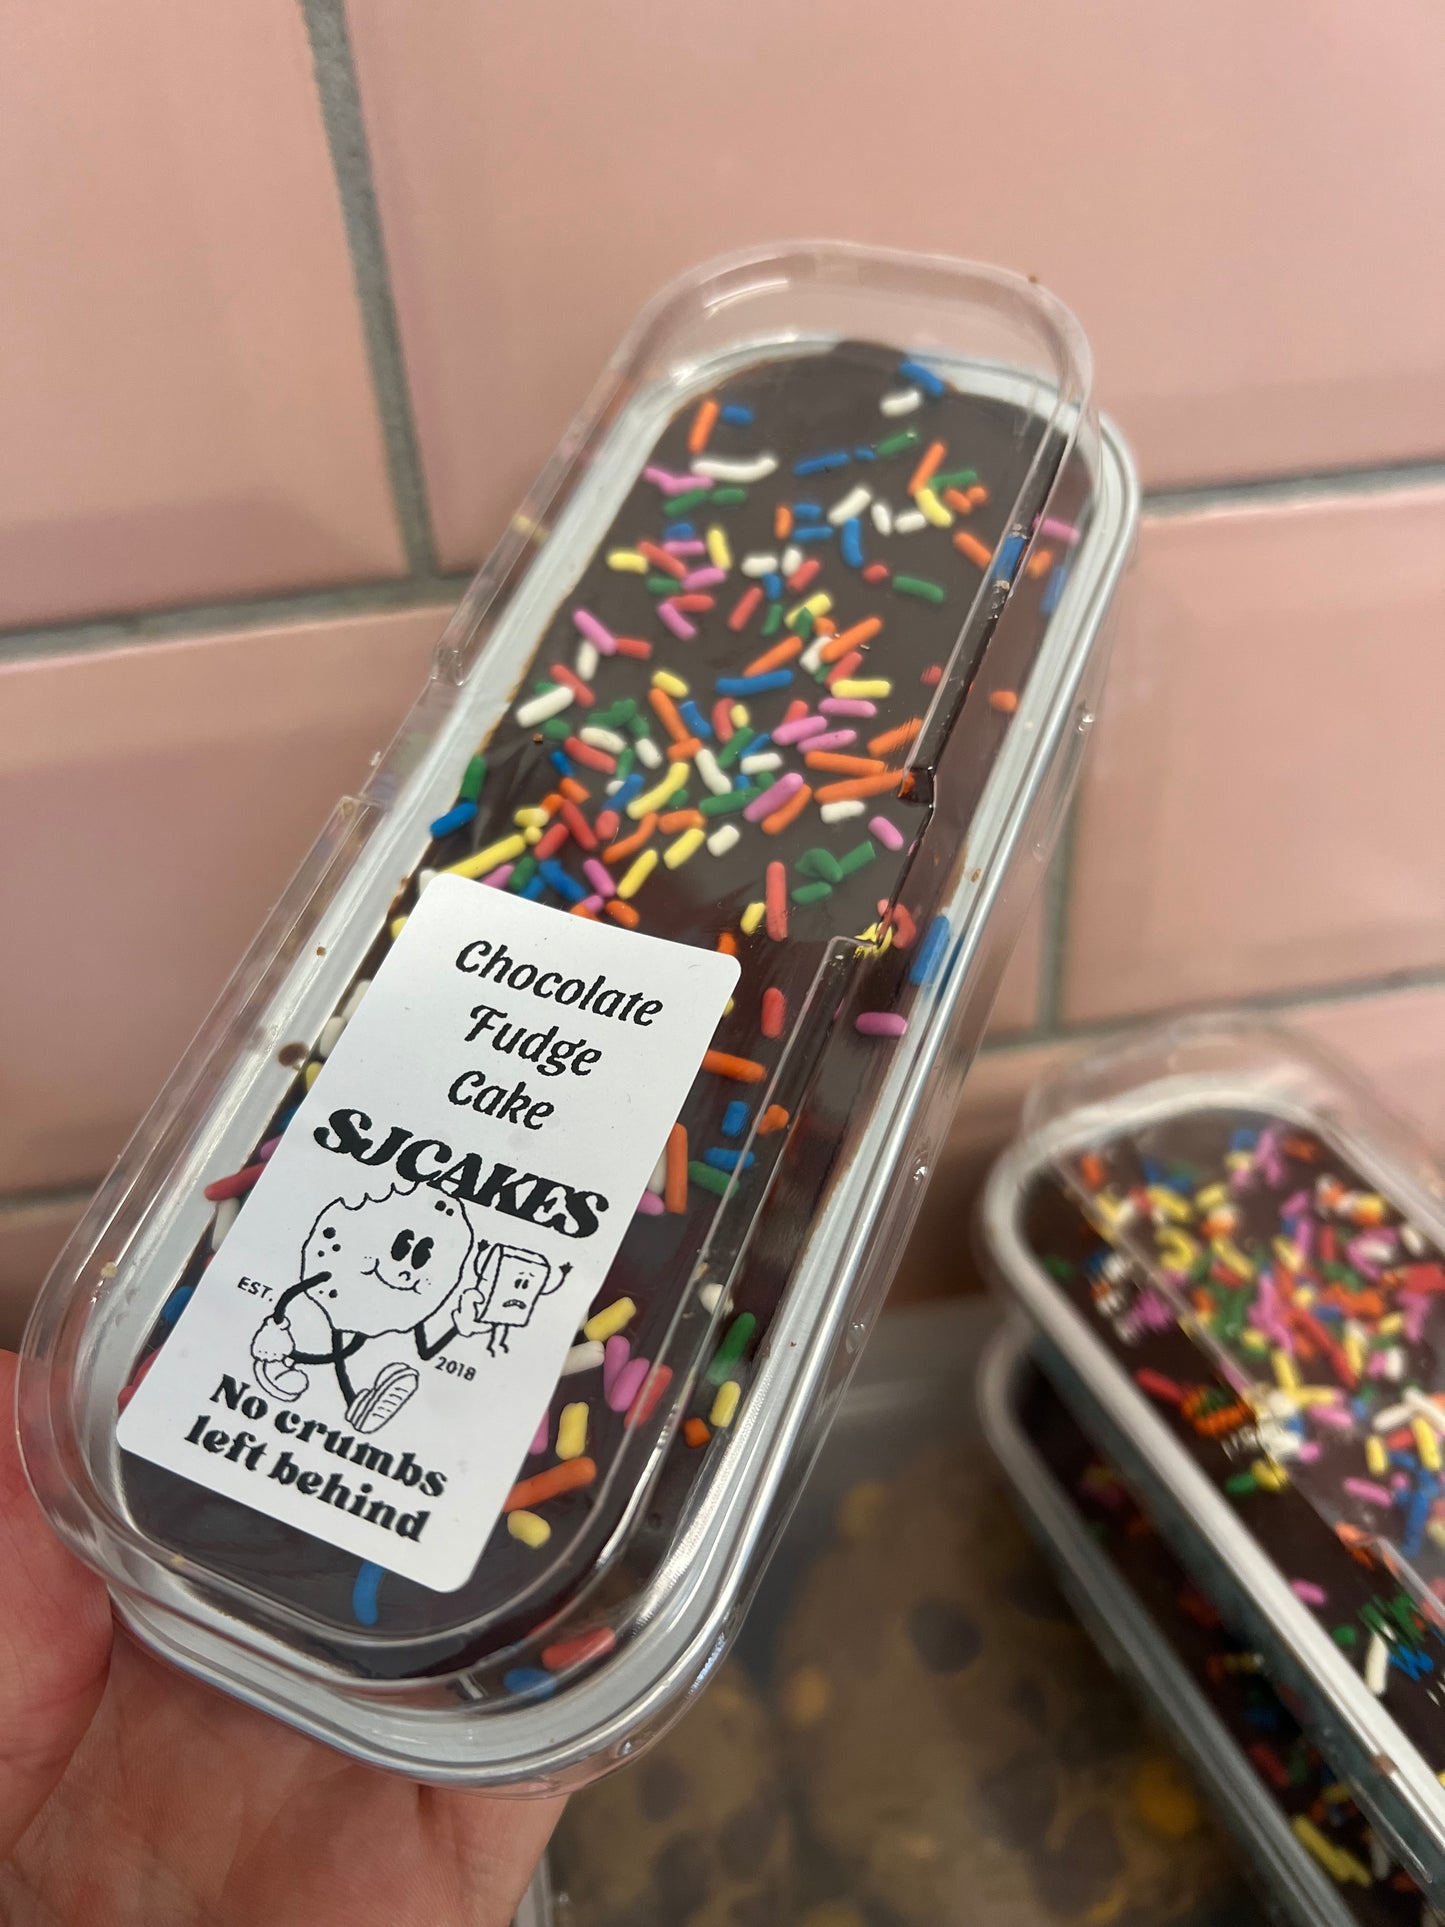 Chocolate
Fudge
Cake
SJCAKES
EST.
2018
No crumbs
left behind